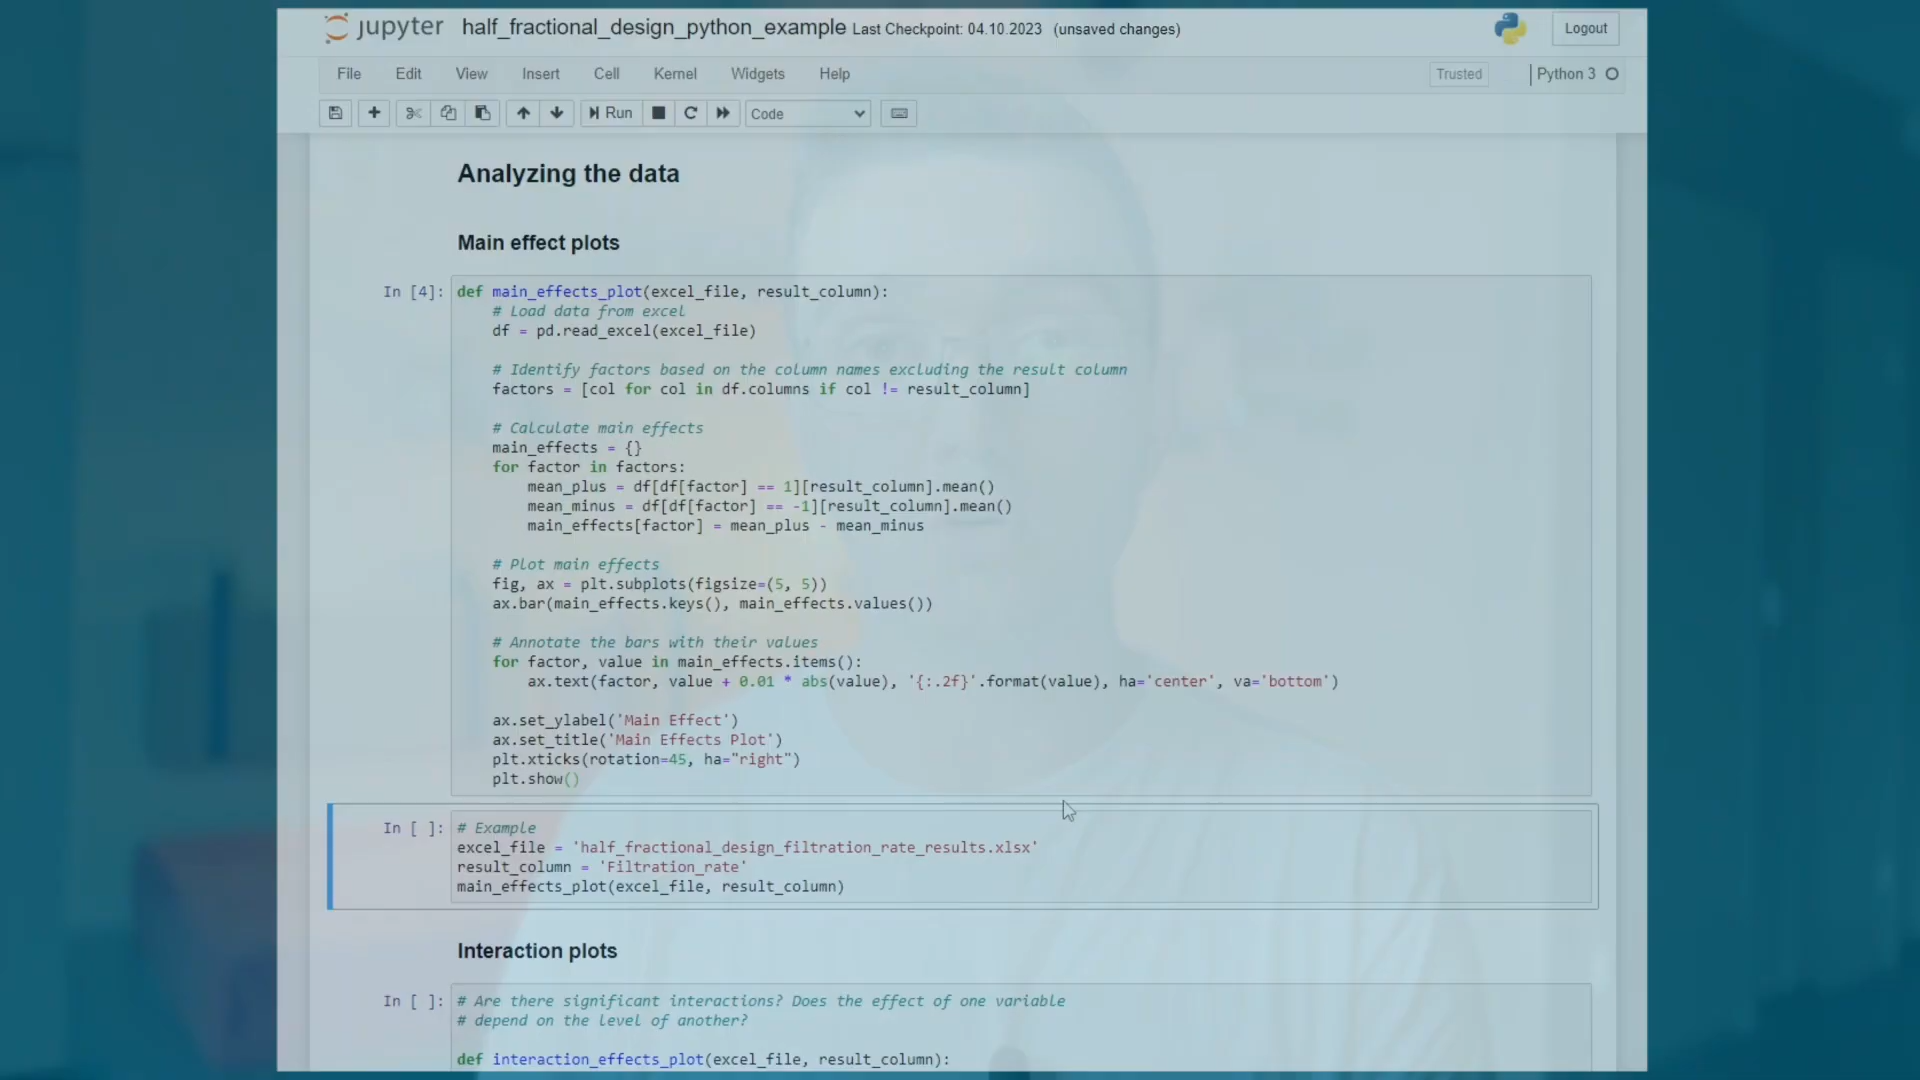 jupyter half_fractional_design_python_example Last Checkpoint: 04.10.2023 (unsaved changes) Logout
File Edit View Insert Cell Kernel Widgets Help Trusted Python 3
Run Code
Analyzing the data
Main effect plots
In [4]: def main_effects_plot(excel_file, result_column):
# Load data from excel
df = pd.read_excel(excel_file)
# Identify factors based on the column names excluding the result column
factors = [col for col in df.columns if col != result_column]
# Calculate main effects
main_effects = {}
for factor in factors:
mean_plus = df[df[factor] == 1][result_column].mean()
mean_minus = df[df[factor] == -1][result_column].mean()
main_effects[factor] = mean_plus - mean_minus
# Plot main effects
fig, ax = plt.subplots(figsize=(5, 5))
ax.bar(main_effects.keys(), main_effects.values())
# Annotate the bars with their values
for factor, value in main_effects.items():
ax.text(factor, value + 0.01 * abs(value), '{:.2f}'.format(value), ha='center', va='bottom')
ax.set_ylabel('Main Effect')
ax.set_title('Main Effects Plot')
plt.xticks(rotation=45, ha="right")
plt.show()
In [ ]: # Example
excel_file = 'half_fractional_design_filtration_rate_results.xlsx'
result_column = 'Filtration_rate'
main_effects_plot(excel_file, result_column)
Interaction plots
In [ ]: # Are there significant interactions? Does the effect of one variable
# depend on the level of another?
def interaction_effects_plot(excel_file, result_column):